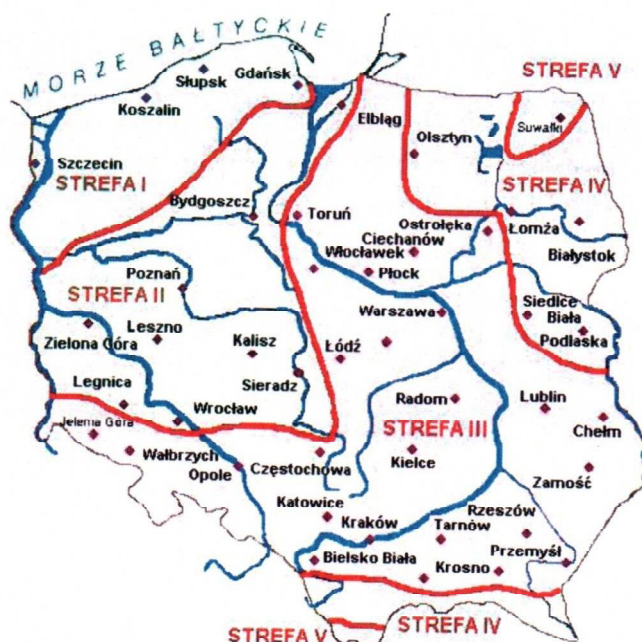 MORZE BAŁTYCKIE
Słupsk
Gdańsk
Koszalin
STREFA V
Elbląg
Olsztyn
Suwałki
Szczecin
STREFA I
STREFA IV
Bydgoszcz
Toruń
Ostrołęka
Łomża
Ciechanów
Białystok
Włocławek
Płock
Poznań
STREFA II
Siedlce
Warszawa
Biała
Podlaska
Zielona Góra
Leszno
Kalisz
Łódź
Sieradz
Legnica
Radom
Lublin
Wrocław
Jelenia Góra
STREFA III
Chełm
Wałbrzych
Opole
Częstochowa
Kielce
Zamość
Katowice
Rzeszów
Kraków
Tarnów
Przemyśl
Bielsko Biała
Krosno
STREFA IV
STREFA V